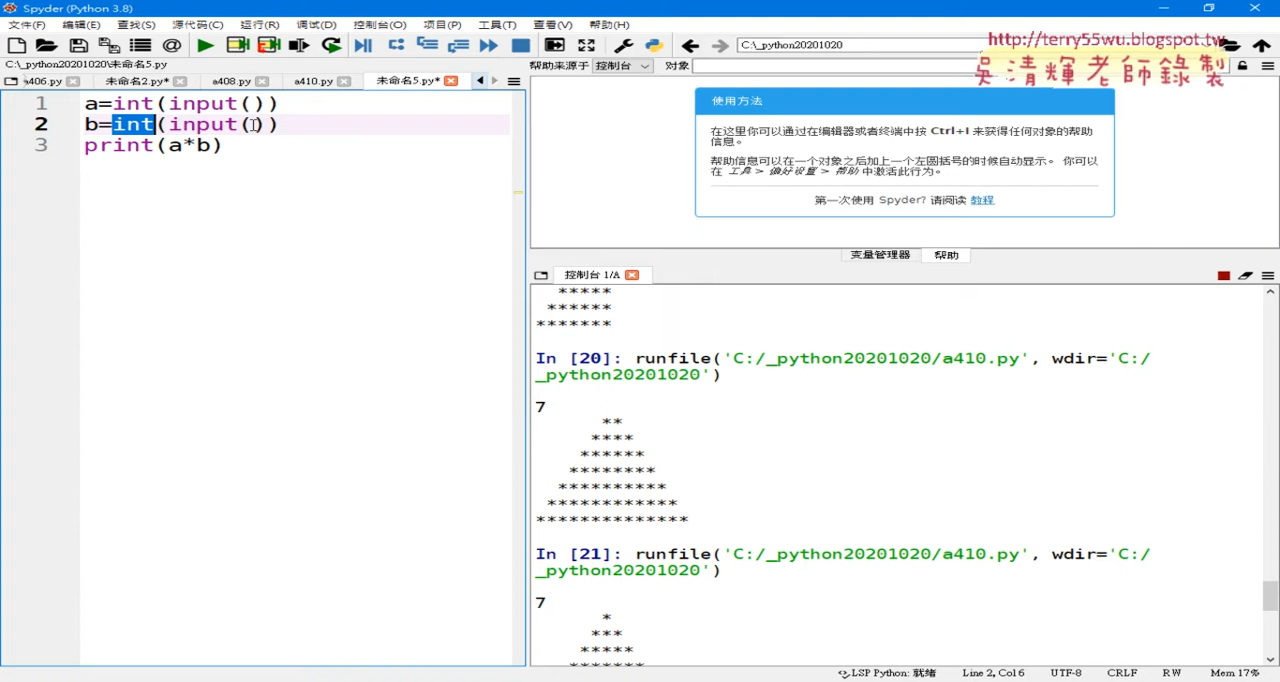 Spyder (Python 3.8)
文件(F) 编辑(E) 查找(S) 源代码(C) 运行(R) 调试(D) 控制台(O) 项目(P) 工具(T) 查看(V) 帮助(H)
C:\_python20201020
http://terry55wu.blogspot.tw
吳清輝老師錄製
C:\_python20201020\未命名5.py
a406.py 未命名2.py* a408.py a410.py 未命名5.py*
帮助来源于 控制台 对象
1 a=int(input())
2 b=int(input())
3 print(a*b)
使用方法
在这里你可以通过在编辑器或者终端中按 Ctrl+I 来获得任何对象的帮助
信息。
帮助信息可以在一个对象之后加上一个左圆括号的时候自动显示。 你可以
在 工具 > 偏好设置 > 帮助 中激活此行为。
第一次使用 Spyder? 请阅读 教程
变量管理器 帮助
控制台 1/A
*****
******
*******
In [20]: runfile('C:/_python20201020/a410.py', wdir='C:/
_python20201020')
7
**
****
******
********
**********
************
**************
In [21]: runfile('C:/_python20201020/a410.py', wdir='C:/
_python20201020')
7
*
***
*****
*******
LSP Python: 就绪 Line 2, Col 6 UTF-8 CRLF RW Mem 17%